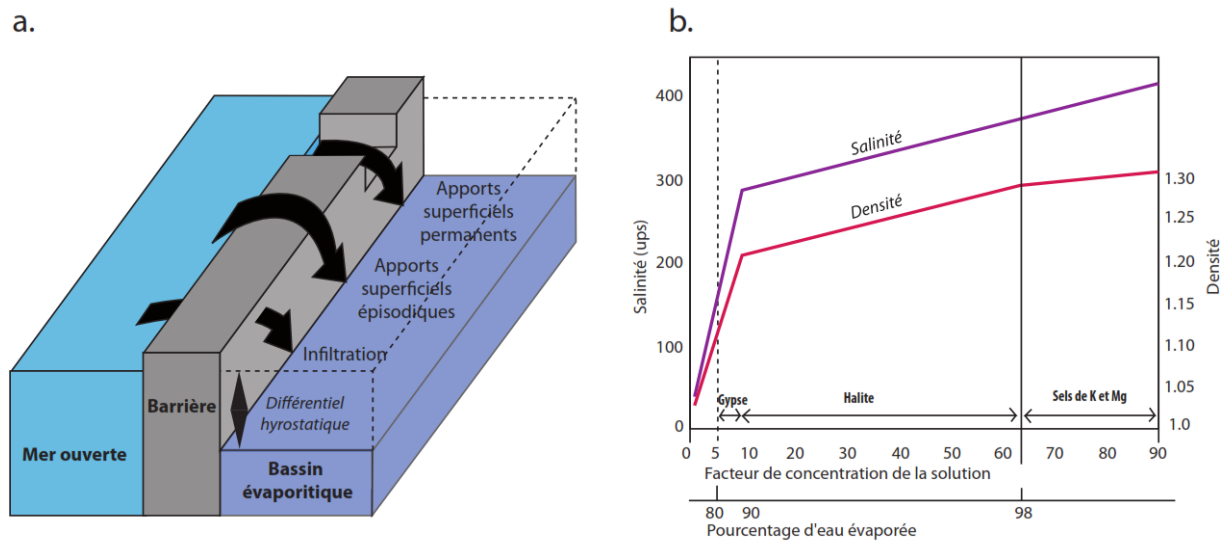 a.
Apports
superficiels
permanents
Apports
superficiels
épisodiques
Infiltration
Barrière
Différentiel
hyrostatique
Mer ouverte
Bassin
évaporitique
b.
400
300
200
100
0
Salinité (ups)
Salinité
Densité
1.30
1.25
1.20
1.15
1.10
1.05
1.0
Densité
Gypse
Halite
Sels de K et Mg
0 5 10 20 30 40 50 60 70 80 90
Facteur de concentration de la solution
80 90 98
Pourcentage d'eau évaporée